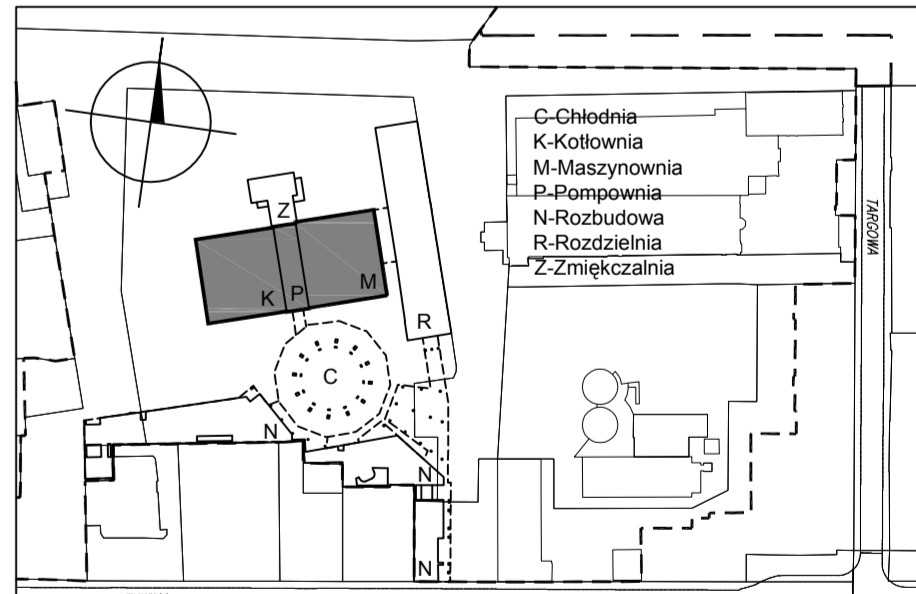 C-Chłodnia
K-Kotłownia
M-Maszynownia
P-Pompownia
N-Rozbudowa
R-Rozdzielnia
Z-Zmiękczalnia
TARGOWA
Z
K
P
M
R
C
N
N
N